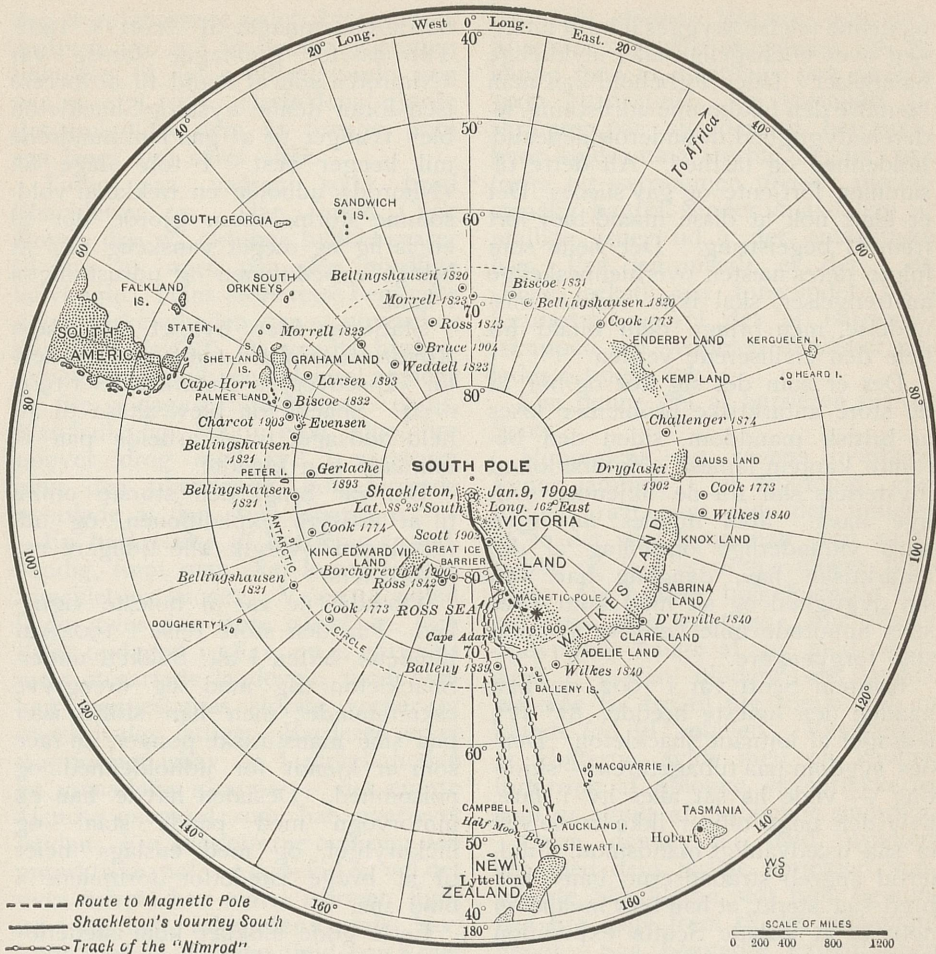 West 0° Long.
20° Long.
East. 20°
40°
40°
40°
50°
To Africa
60°
60°
60°
SANDWICH
IS.
SOUTH GEORGIA
SOUTH
ORKNEYS
FALKLAND
IS.
STATEN I.
SOUTH
AMERICA
S.
SHETLAND
IS.
Cape Horn
PALMER LAND
GRAHAM LAND
Bellingshausen 1820
Morrell 1823
70°
Biscoe 1831
Bellingshausen 1820
Cook 1773
Ross 1843
Morrell 1823
Bruce 1904
Weddell 1823
Larsen 1893
ENDERBY LAND
KERGUELEN I.
HEARD I.
KEMP LAND
80°
80°
80°
Biscoe 1832
Charcot 1903
Evensen
Bellingshausen
1821
Challenger 1874
GAUSS LAND
Dryglaski
1902
PETER I.
Gerlache
1893
Bellingshausen
1821
SOUTH POLE
Shackleton, Jan. 9, 1909
Lat. 88° 23' South Long. 162° East
VICTORIA
LAND
Scott 1902
Cook 1773
Wilkes 1840
KNOX LAND
ANTARCTIC
CIRCLE
Cook 1774
KING EDWARD VII
LAND
GREAT ICE
BARRIER
Borchgrevink 1900
Ross 1842
80°
100°
100°
Bellingshausen
1821
Cook 1773
DOUGHERTY I.
ROSS SEA
MAGNETIC POLE
JAN. 16, 1909
Cape Adare
70°
WILKES LAND
SABRINA
LAND
D'Urville 1840
CLARIE LAND
ADELIE LAND
Wilkes 1840
Balleny 1839
BALLENY IS.
120°
120°
60°
MACQUARRIE I.
CAMPBELL I.
AUCKLAND I.
Half Moon Bay
STEWART I.
50°
NEW
Lyttelton
ZEALAND
40°
TASMANIA
Hobart
140°
140°
160°
160°
180°
WS
& Co
Route to Magnetic Pole
Shackleton's Journey South
Track of the "Nimrod"
SCALE OF MILES
0 200 400 800 1200